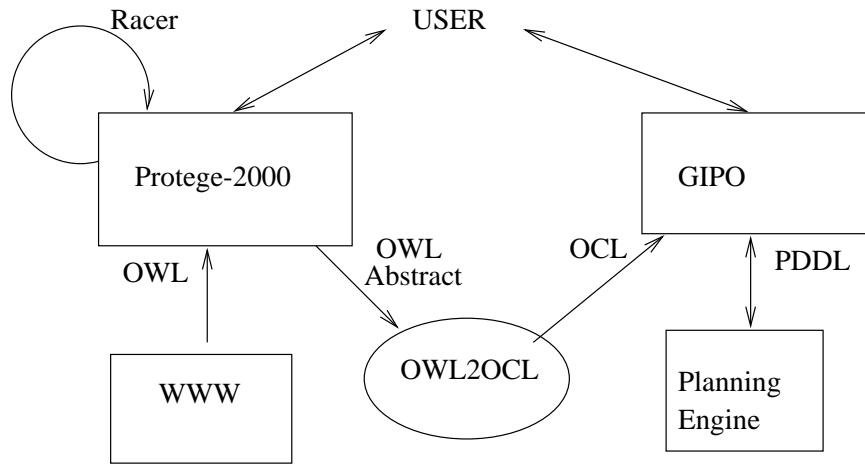 Racer
USER
Protege-2000
GIPO
OWL
OWL
Abstract
OCL
PDDL
WWW
OWL2OCL
Planning
Engine